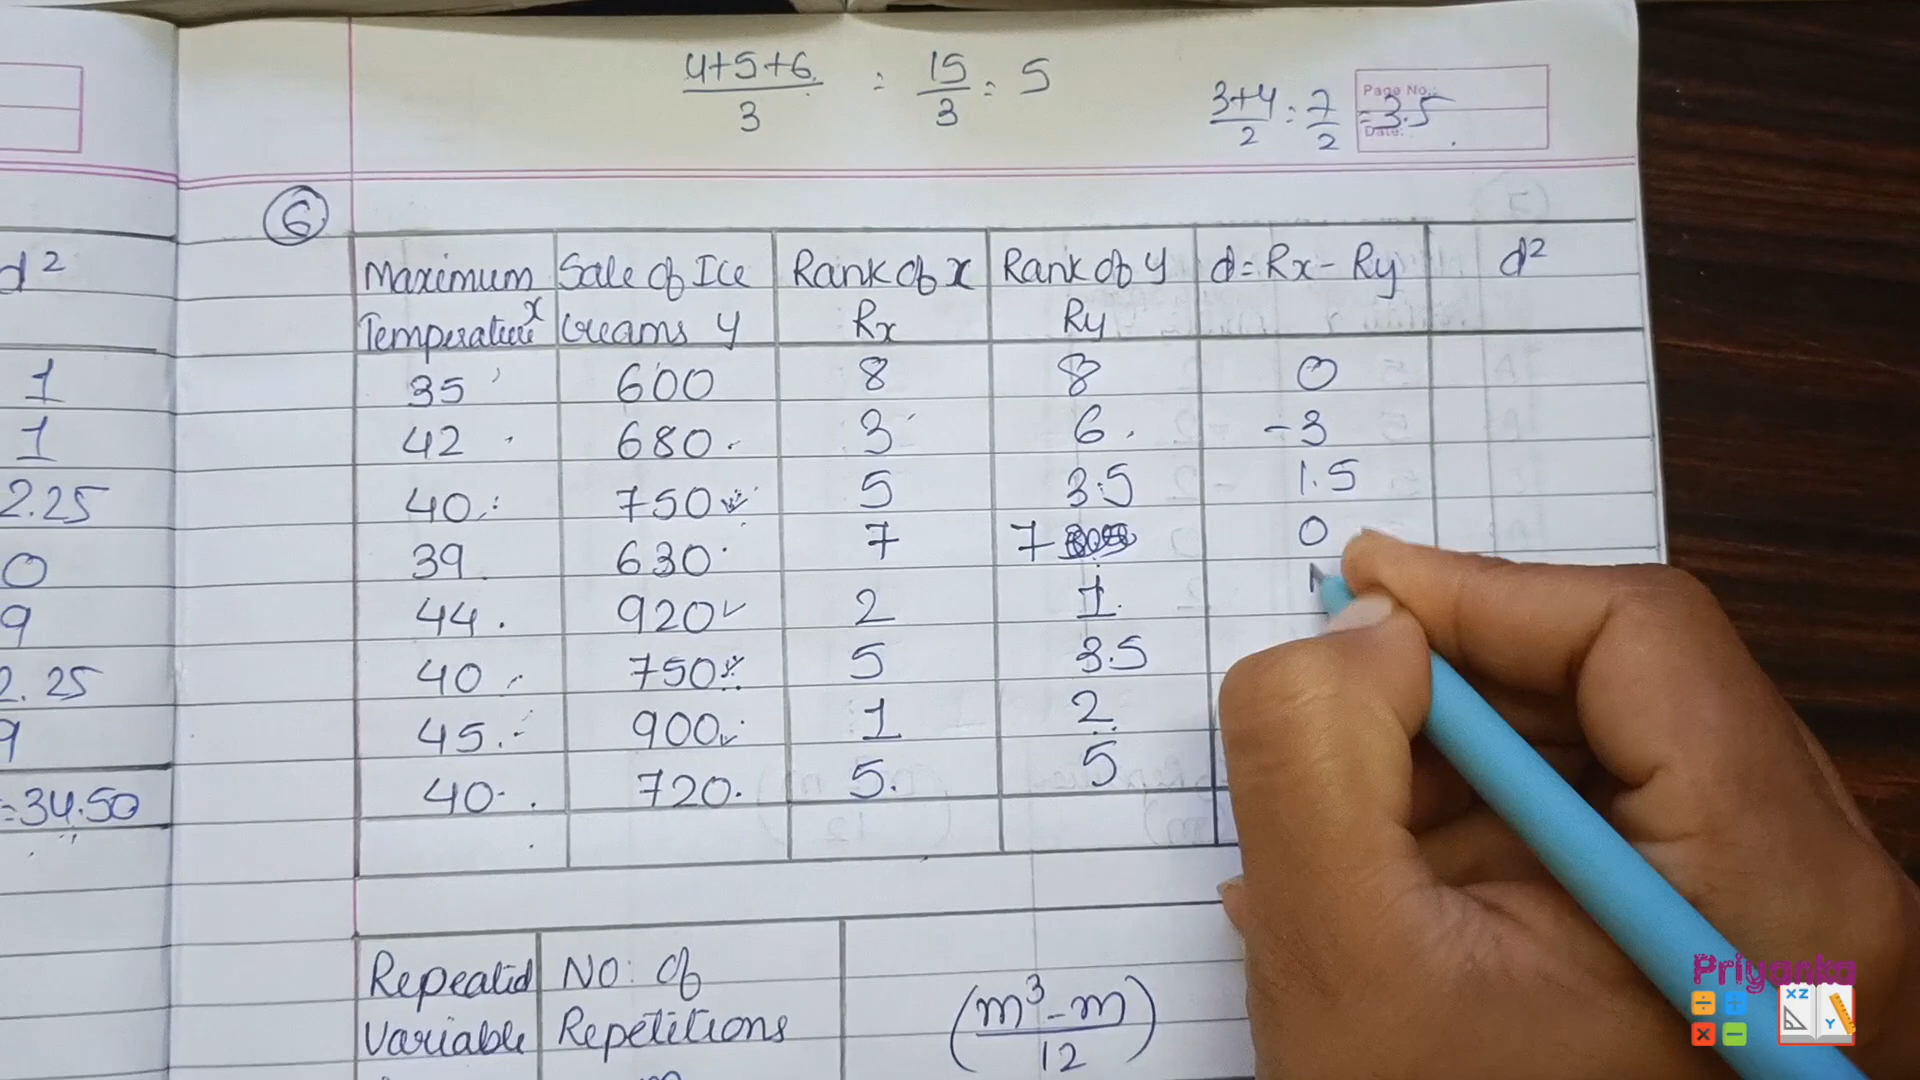 4+5+6 / 3 = 15 / 3 = 5
3+4 / 2 = 7 / 2 = 3.5
Page No.:
Date:
6
d² Maximum Sale of Ice Rank of x Rank of y d=Rx-Ry d²
Temperature x Creams y Rx Ry
1 35 600 8 8 0
1 42 680 3 6 -3
2.25 40 750 5 3.5 1.5
0 39 630 7 7 0
9 44 920 2 1
2.25 40 750 5 3.5
9 45 900 1 2
=34.50 40 720 5 5
Repeatid No: of
Variable Repetitions (m³-m / 12)
Priyanka
XZ
Y